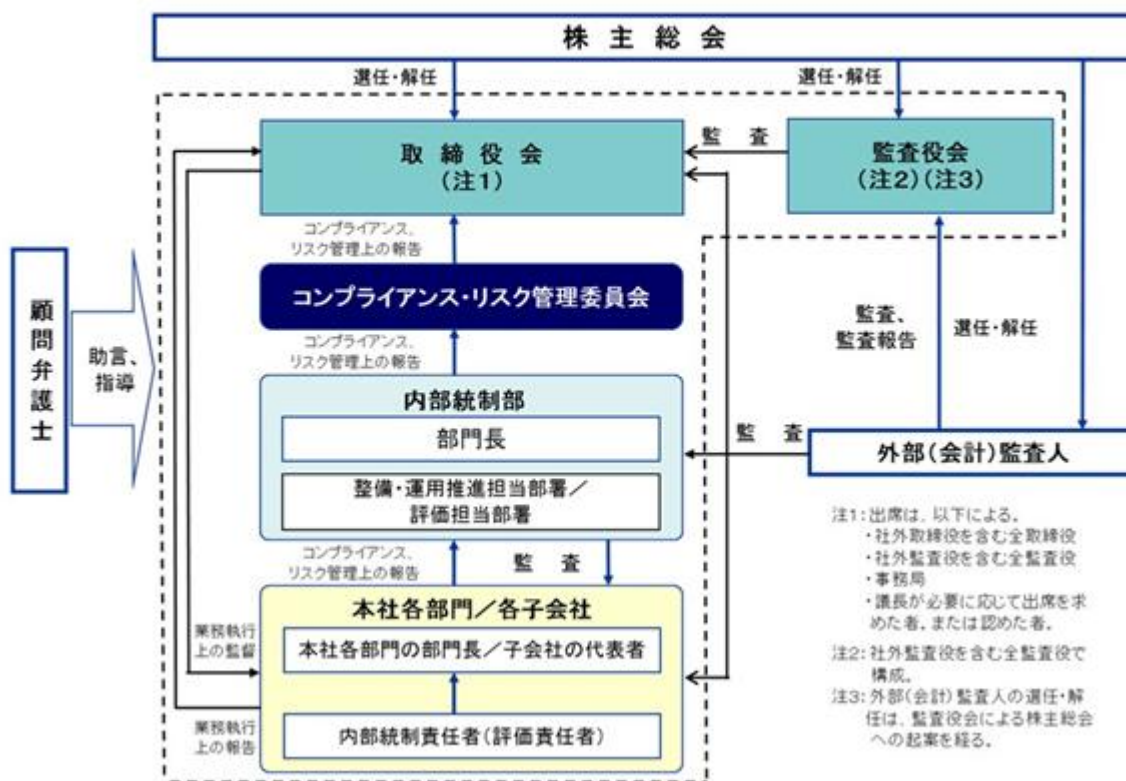 株主総会
選任・解任
選任・解任
取締役会
(注1)
監査
監査役会
(注2)(注3)
コンプライアンス、
リスク管理上の報告
コンプライアンス・リスク管理委員会
顧問弁護士
助言、
指導
監査、
監査報告
選任・解任
コンプライアンス、
リスク管理上の報告
内部統制部
部門長
監査
外部(会計)監査人
整備・運用推進担当部署/
評価担当部署
コンプライアンス、
リスク管理上の報告
監査
本社各部門/各子会社
業務執行
上の監督
本社各部門の部門長/子会社の代表者
業務執行
上の報告
内部統制責任者(評価責任者)
注1:出席は、以下による。
・社外取締役を含む全取締役
・社外監査役を含む全監査役
・事務局
・議長が必要に応じて出席を求
めた者。または認めた者。
注2:社外監査役を含む全監査役で
構成。
注3:外部(会計)監査人の選任・解
任は、監査役会による株主総会
への起案を経る。